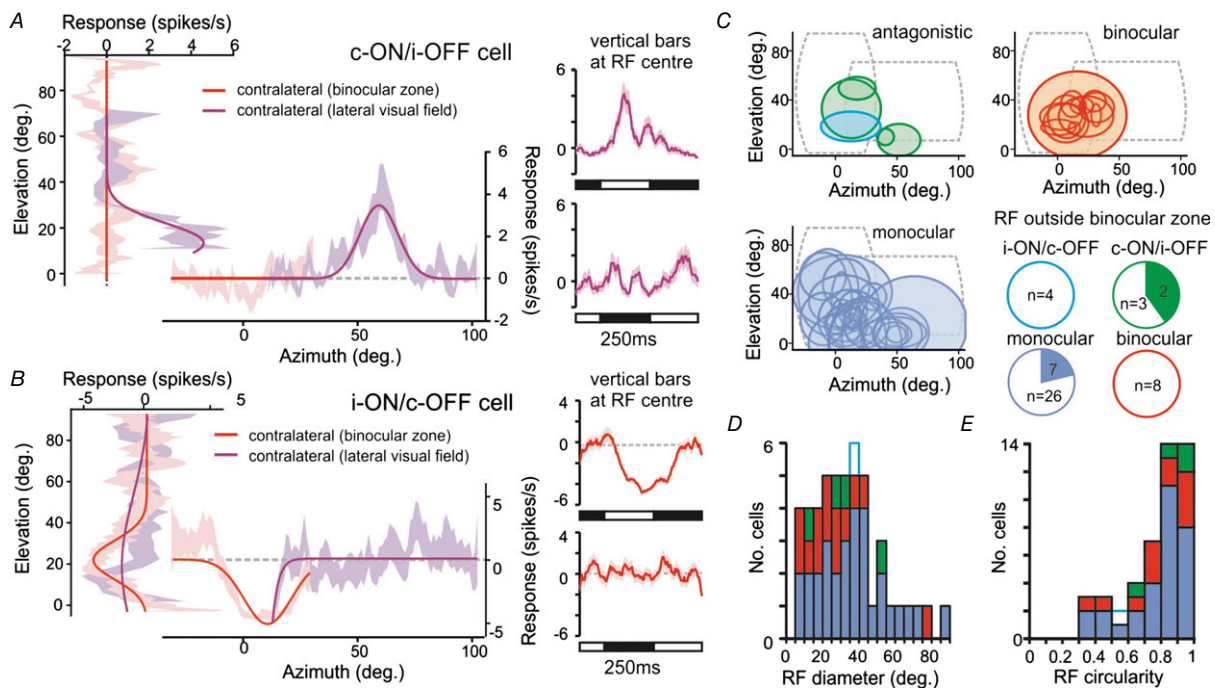 A
Response (spikes/s)
-2 0 2 4 6
c-ON/i-OFF cell
contralateral (binocular zone)
contralateral (lateral visual field)
Elevation (deg.)
80
60
40
20
0
6
4
2
0
-2
Response (spikes/s)
0 50 100
Azimuth (deg.)
vertical bars
at RF centre
6
0
6
0
250ms
B
Response (spikes/s)
-5 0 5
i-ON/c-OFF cell
contralateral (binocular zone)
contralateral (lateral visual field)
Elevation (deg.)
80
60
40
20
0
5
0
-5
Response (spikes/s)
0 50 100
Azimuth (deg.)
vertical bars
at RF centre
4
0
-6
6
0
-6
250ms
C
antagonistic
Elevation (deg.)
80
40
0
0 50 100
Azimuth (deg.)
binocular
80
40
0
0 50 100
Azimuth (deg.)
monocular
Elevation (deg.)
80
40
0
0 50 100
Azimuth (deg.)
RF outside binocular zone
i-ON/c-OFF c-ON/i-OFF
n=4
n=3 2
monocular binocular
n=26 7
n=8
D
No. cells
6
0
0 20 40 60 80
RF diameter (deg.)
E
No. cells
14
0
0 0.2 0.4 0.6 0.8 1
RF circularity